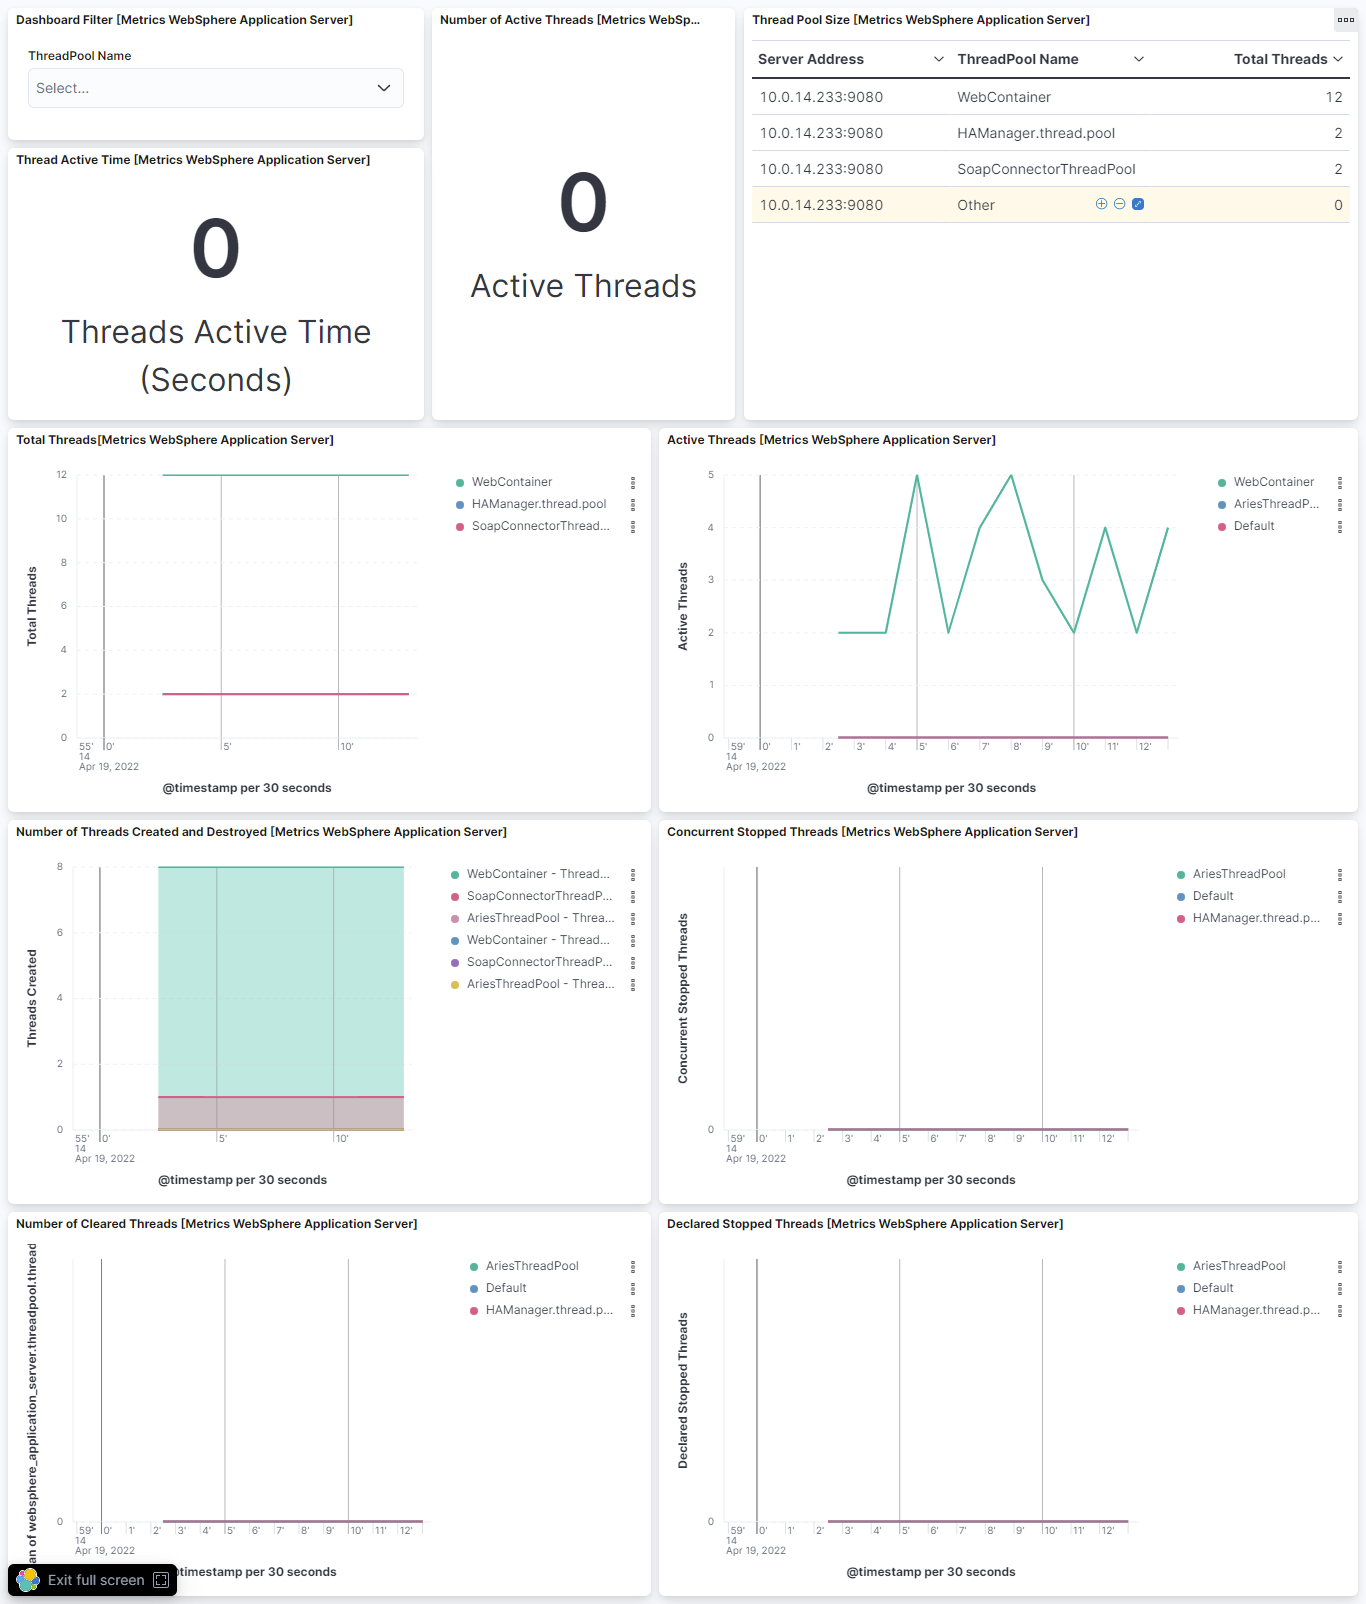 Dashboard Filter [Metrics WebSphere Application Server]
ThreadPool Name
Select...
Thread Active Time [Metrics WebSphere Application Server]
0
Threads Active Time
(Seconds)
Number of Active Threads [Metrics WebSp...
0
Active Threads
Thread Pool Size [Metrics WebSphere Application Server]
Server Address ThreadPool Name Total Threads
10.0.14.233:9080 WebContainer 12
10.0.14.233:9080 HAManager.thread.pool 2
10.0.14.233:9080 SoapConnectorThreadPool 2
10.0.14.233:9080 Other 0
Total Threads[Metrics WebSphere Application Server]
Total Threads
12
10
8
6
4
2
0
55' 0' 5' 10'
14
Apr 19, 2022
@timestamp per 30 seconds
WebContainer
HAManager.thread.pool
SoapConnectorThread...
Active Threads [Metrics WebSphere Application Server]
Active Threads
5
4
3
2
1
0
59' 0' 1' 2' 3' 4' 5' 6' 7' 8' 9' 10' 11' 12'
14
Apr 19, 2022
@timestamp per 30 seconds
WebContainer
AriesThreadP...
Default
Number of Threads Created and Destroyed [Metrics WebSphere Application Server]
Threads Created
8
6
4
2
0
55' 0' 5' 10'
14
Apr 19, 2022
@timestamp per 30 seconds
WebContainer - Thread...
SoapConnectorThreadP...
AriesThreadPool - Threa...
WebContainer - Thread...
SoapConnectorThreadP...
AriesThreadPool - Threa...
Concurrent Stopped Threads [Metrics WebSphere Application Server]
Concurrent Stopped Threads
0
59' 0' 1' 2' 3' 4' 5' 6' 7' 8' 9' 10' 11' 12'
14
Apr 19, 2022
@timestamp per 30 seconds
AriesThreadPool
Default
HAManager.thread.p...
Number of Cleared Threads [Metrics WebSphere Application Server]
an of websphere_application_server.threadpool.thread
0
59' 0' 1' 2' 3' 4' 5' 6' 7' 8' 9' 10' 11' 12'
14
Apr 19, 2022
timestamp per 30 seconds
AriesThreadPool
Default
HAManager.thread.p...
Declared Stopped Threads [Metrics WebSphere Application Server]
Declared Stopped Threads
0
59' 0' 1' 2' 3' 4' 5' 6' 7' 8' 9' 10' 11' 12'
14
Apr 19, 2022
@timestamp per 30 seconds
AriesThreadPool
Default
HAManager.thread.p...
Exit full screen